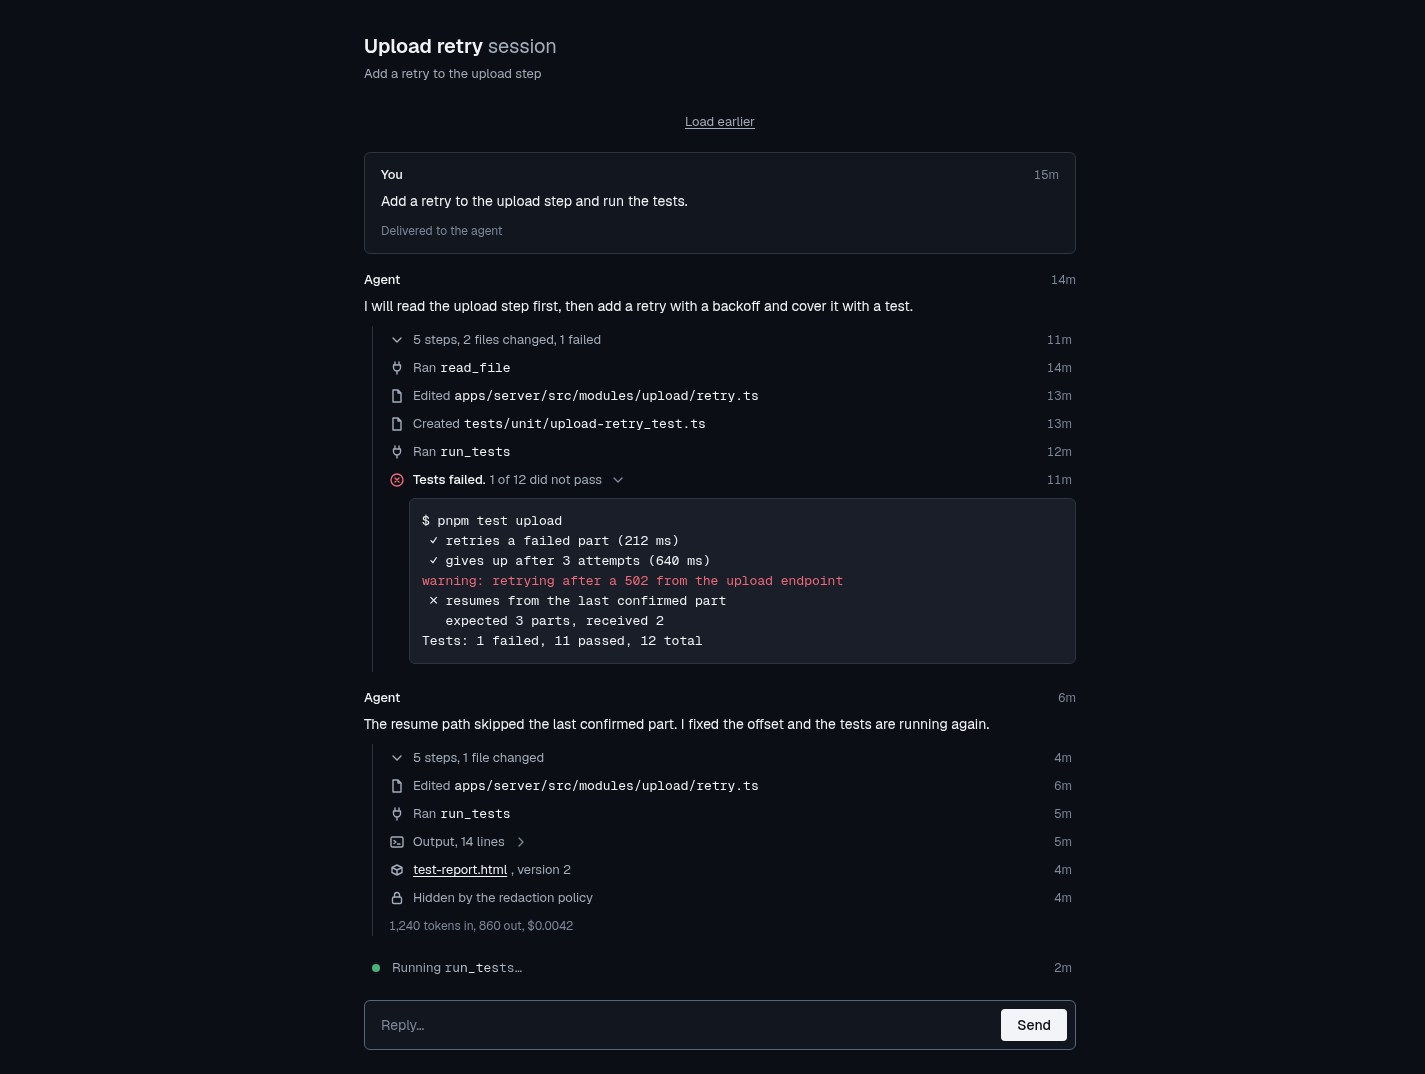 Upload retry session
Add a retry to the upload step
Load earlier
You 15m
Add a retry to the upload step and run the tests.
Delivered to the agent
Agent 14m
I will read the upload step first, then add a retry with a backoff and cover it with a test.
5 steps, 2 files changed, 1 failed 11m
Ran read_file 14m
Edited apps/server/src/modules/upload/retry.ts 13m
Created tests/unit/upload-retry_test.ts 13m
Ran run_tests 12m
Tests failed. 1 of 12 did not pass 11m
$ pnpm test upload
✓ retries a failed part (212 ms)
✓ gives up after 3 attempts (640 ms)
warning: retrying after a 502 from the upload endpoint
× resumes from the last confirmed part
expected 3 parts, received 2
Tests: 1 failed, 11 passed, 12 total
Agent 6m
The resume path skipped the last confirmed part. I fixed the offset and the tests are running again.
5 steps, 1 file changed 4m
Edited apps/server/src/modules/upload/retry.ts 6m
Ran run_tests 5m
Output, 14 lines 5m
test-report.html , version 2 4m
Hidden by the redaction policy 4m
1,240 tokens in, 860 out, $0.0042
Running run_tests… 2m
Reply… Send